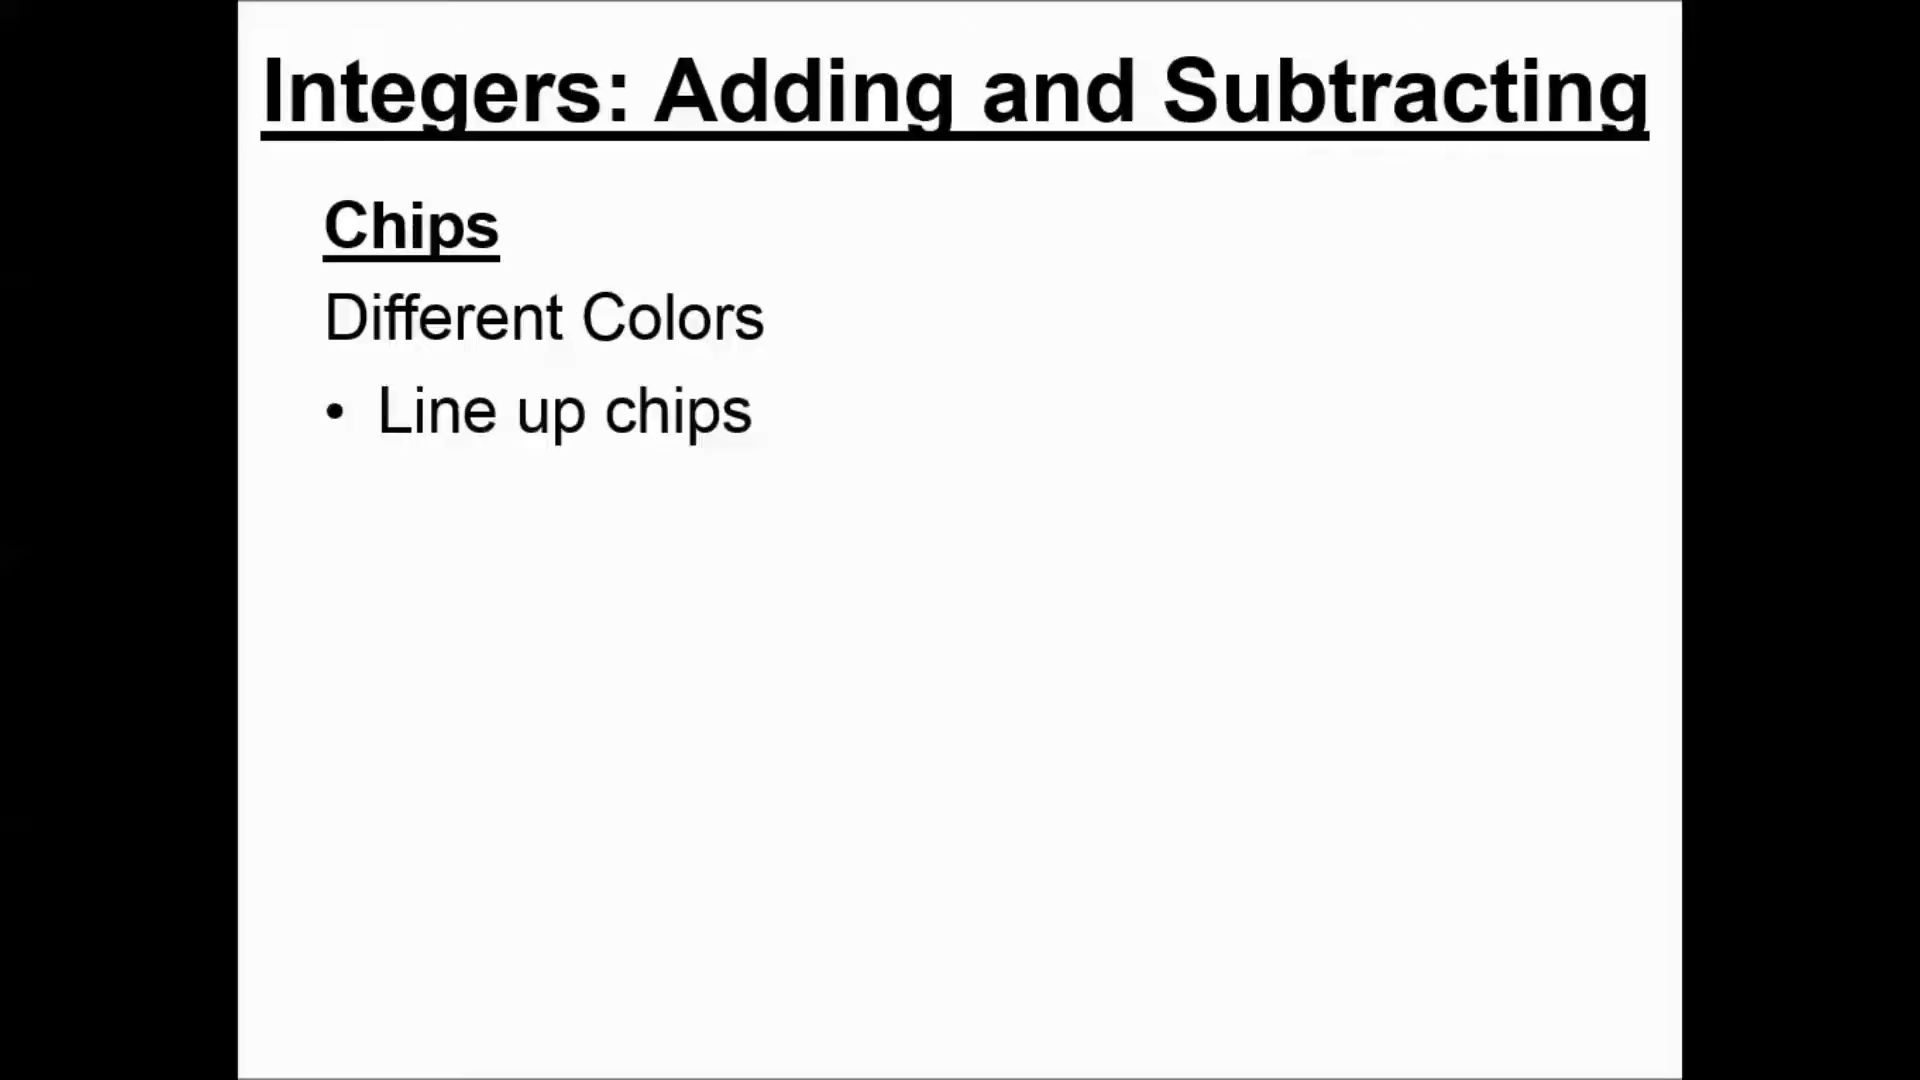 Integers: Adding and Subtracting
Chips
Different Colors
• Line up chips